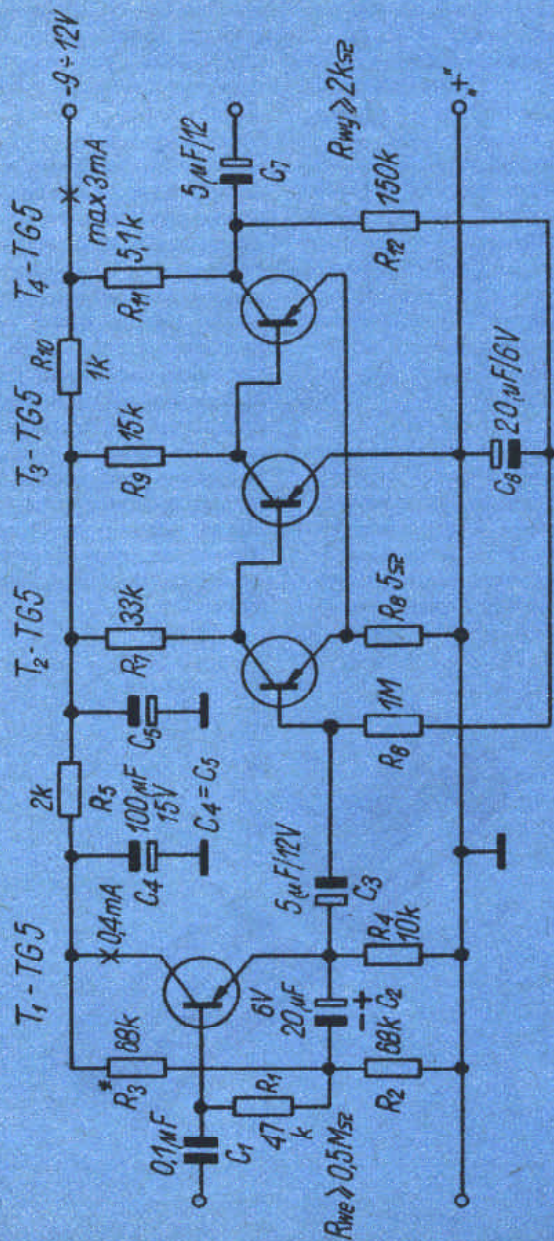 T₁-TG5
T₂-TG5
T₃-TG5
T₄-TG5
-9÷12V
max 3mA
R₁₀
1k
2k
R₅
100µF
15V
C₄
C₄=C₅
C₅
0,4mA
R₃*
68k
0,1µF
C₁
R₁
47
k
Rwe≥0,5MΩ
R₂
68k
6V
20µF
C₂
- +
R₄
10k
5µF/12V
C₃
R₇
33k
R₆
1M
R₈ 5Ω
R₉
15k
R₁₁
5,1k
5µF/12
C₇
Rwy≥2kΩ
R₁₂
150k
C₆
20µF/6V
"+"